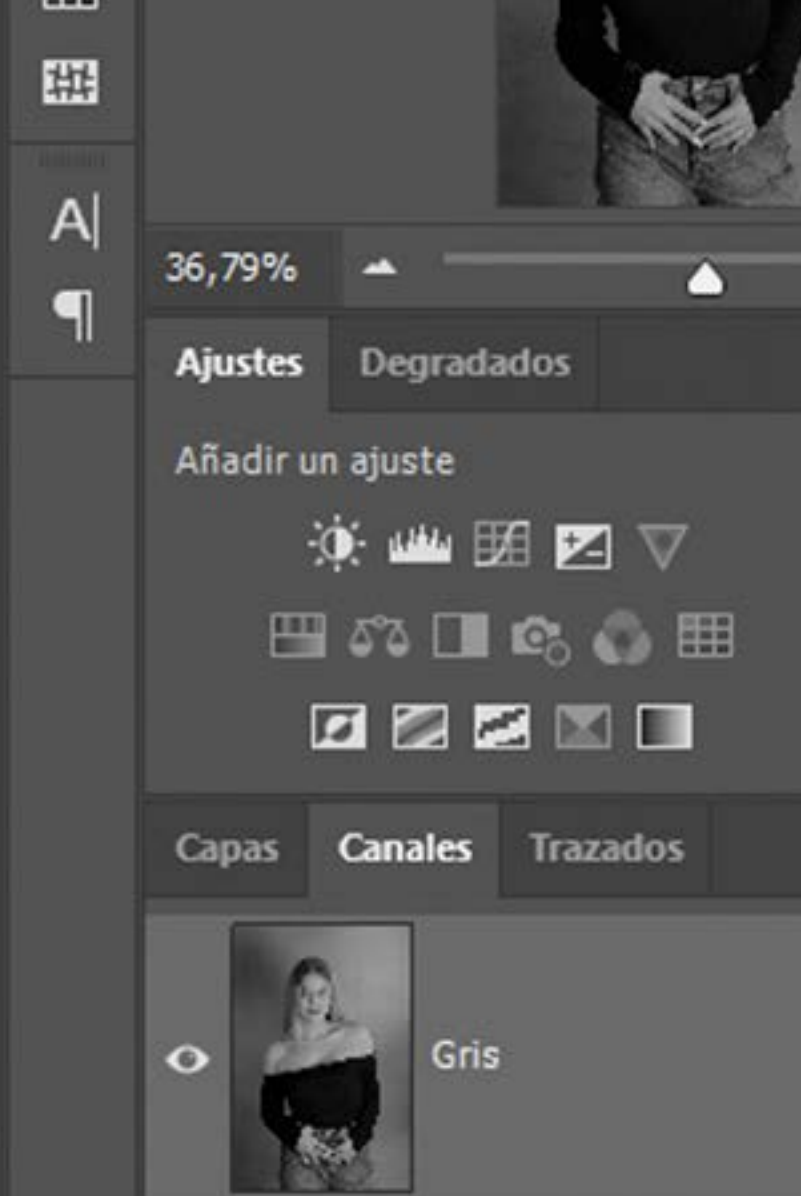 A|
¶
36,79%
Ajustes Degradados
Añadir un ajuste
Capas Canales Trazados
Gris